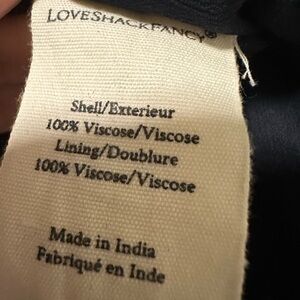 LOVESHACKFANCY®
Shell/Exterieur
100% Viscose/Viscose
Lining/Doublure
100% Viscose/Viscose
Made in India
Fabriqué en Inde